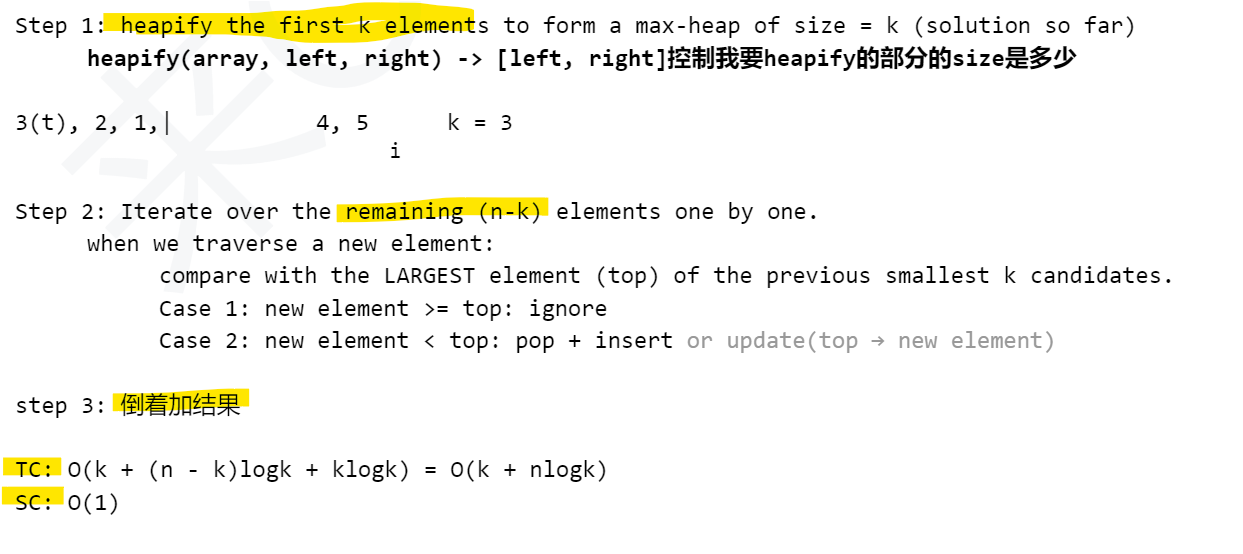 Step 1: heapify the first k elements to form a max-heap of size = k (solution so far)
heapify(array, left, right) -> [left, right]控制我要heapify的部分的size是多少
3(t), 2, 1,| 4, 5 k = 3
i
Step 2: Iterate over the remaining (n-k) elements one by one.
when we traverse a new element:
compare with the LARGEST element (top) of the previous smallest k candidates.
Case 1: new element >= top: ignore
Case 2: new element < top: pop + insert or update(top → new element)
step 3: 倒着加结果
TC: O(k + (n - k)logk + klogk) = O(k + nlogk)
SC: O(1)